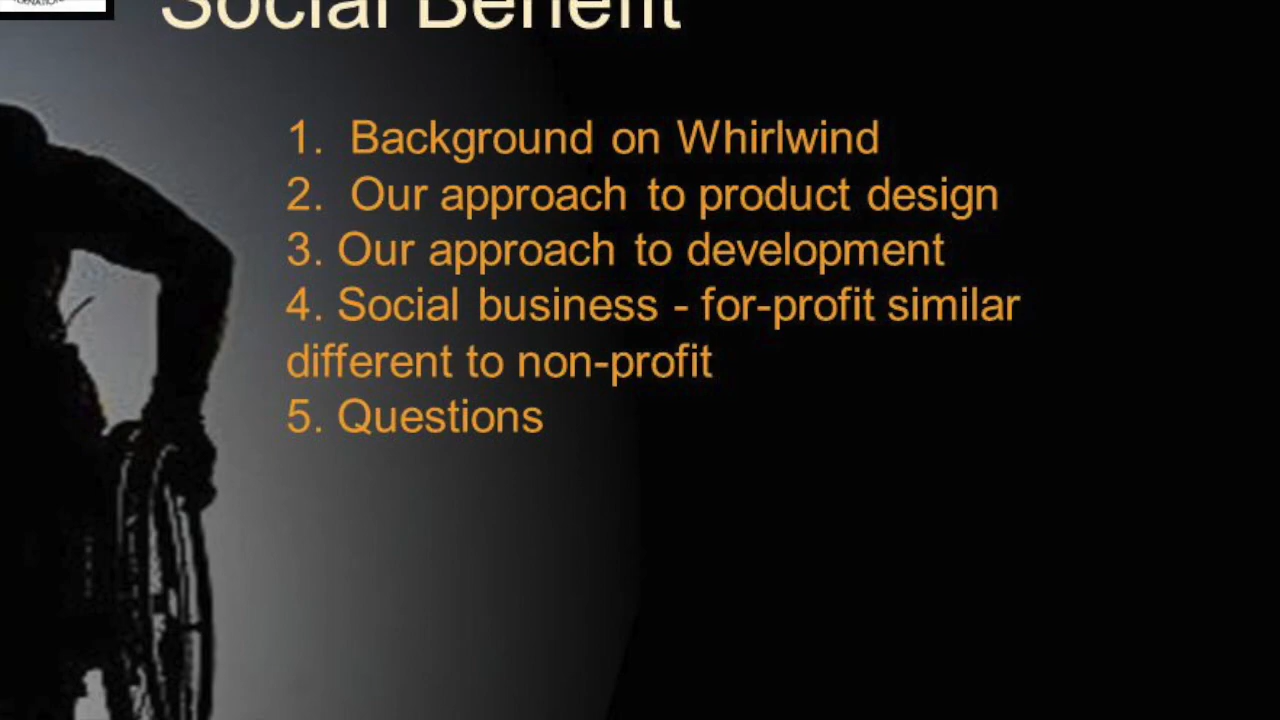 Social Benefit
1. Background on Whirlwind
2. Our approach to product design
3. Our approach to development
4. Social business - for-profit similar
different to non-profit
5. Questions